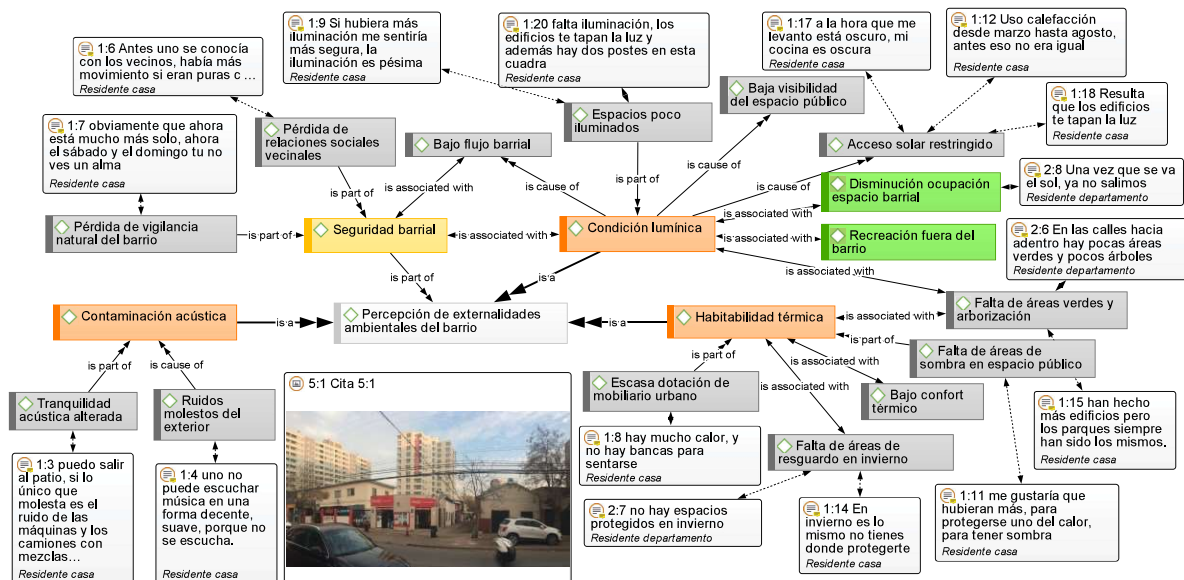 1:9 Si hubiera más
iluminación me sentiría
más segura, la
iluminación es pésima
Residente casa
1:20 falta iluminación, los
edificios te tapan la luz y
además hay dos postes en esta
cuadra
Residente casa
1:17 a la hora que me
levanto está oscuro, mi
cocina es oscura
Residente casa
1:12 Uso calefacción
desde marzo hasta agosto,
antes eso no era igual
Residente casa
1:6 Antes uno se conocía
con los vecinos, había más
movimiento si eran puras c ...
Residente casa
1:18 Resulta
que los edificios
te tapan la luz
Residente casa
1:7 obviamente que ahora
está mucho más solo, ahora
el sábado y el domingo tu no
ves un alma
Residente casa
Pérdida de
relaciones sociales
vecinales
Bajo flujo barrial
Espacios poco
iluminados
Baja visibilidad
del espacio público
Acceso solar restringido
is part of
is associated with
is cause of
is part of
is cause of
is cause of
is associated with
Disminución ocupación
espacio barrial
2:8 Una vez que se va
el sol, ya no salimos
Residente departamento
Pérdida de vigilancia
natural del barrio
is part of
Seguridad barrial
is associated with
Condición lumínica
is associated with
Recreación fuera del
barrio
2:6 En las calles hacia
adentro hay pocas áreas
verdes y pocos árboles
Residente departamento
is part of
is a
is associated with
Contaminación acústica
is a
Percepción de externalidades
ambientales del barrio
is a
Habitabilidad térmica
is associated with
Falta de áreas verdes y
arborización
is part of
Falta de áreas de
sombra en espacio público
is part of
is cause of
is part of
is associated with
is associated with
Tranquilidad
acústica alterada
Ruidos
molestos del
exterior
5:1 Cita 5:1
Escasa dotación de
mobiliario urbano
Bajo confort
térmico
1:15 han hecho
más edificios pero
los parques siempre
han sido los mismos.
Residente casa
1:8 hay mucho calor, y
no hay bancas para
sentarse
Residente casa
Falta de áreas de
resguardo en invierno
1:3 puedo salir
al patio, si lo
único que
molesta es el
ruido de las
máquinas y los
camiones con
mezclas...
Residente casa
1:4 uno no
puede escuchar
música en una
forma decente,
suave, porque no
se escucha.
Residente casa
2:7 no hay espacios
protegidos en invierno
Residente departamento
1:14 En
invierno es lo
mismo no tienes
donde protegerte
Residente casa
1:11 me gustaría que
hubieran más, para
protegerse uno del calor,
para tener sombra
Residente casa